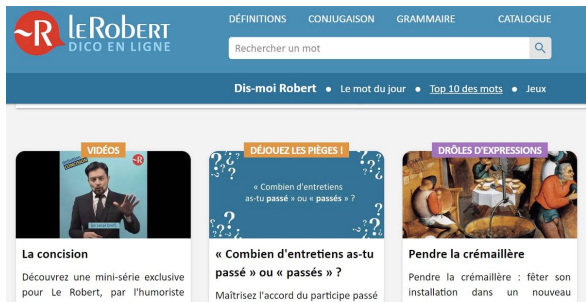 ~R LE ROBERT
DICO EN LIGNE
DÉFINITIONS CONJUGAISON GRAMMAIRE CATALOGUE
Rechercher un mot
Dis-moi Robert • Le mot du jour • Top 10 des mots • Jeux
VIDÉOS
DÉJOUEZ LES PIÈGES !
« Combien d'entretiens
as-tu passé » ou « passés » ?
DRÔLES D'EXPRESSIONS
La concision
Découvrez une mini-série exclusive
pour Le Robert, par l'humoriste
« Combien d'entretiens as-tu
passé » ou « passés » ?
Maîtrisez l'accord du participe passé
Pendre la crémaillère
Pendre la crémaillère : fêter son
installation dans un nouveau